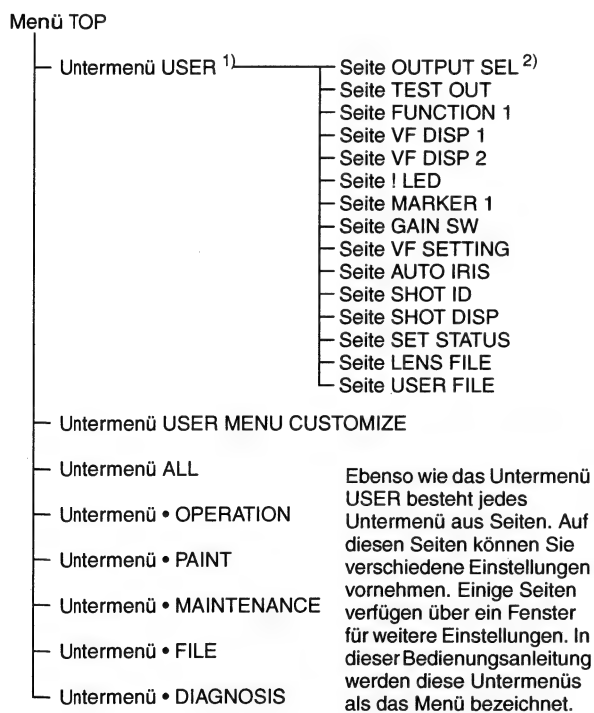 Menü TOP
Untermenü USER 1)
Seite OUTPUT SEL 2)
Seite TEST OUT
Seite FUNCTION 1
Seite VF DISP 1
Seite VF DISP 2
Seite ! LED
Seite MARKER 1
Seite GAIN SW
Seite VF SETTING
Seite AUTO IRIS
Seite SHOT ID
Seite SHOT DISP
Seite SET STATUS
Seite LENS FILE
Seite USER FILE
Untermenü USER MENU CUSTOMIZE
Untermenü ALL
Untermenü • OPERATION
Untermenü • PAINT
Untermenü • MAINTENANCE
Untermenü • FILE
Untermenü • DIAGNOSIS
Ebenso wie das Untermenü
USER besteht jedes
Untermenü aus Seiten. Auf
diesen Seiten können Sie
verschiedene Einstellungen
vornehmen. Einige Seiten
verfügen über ein Fenster
für weitere Einstellungen. In
dieser Bedienungsanleitung
werden diese Untermenüs
als das Menü bezeichnet.